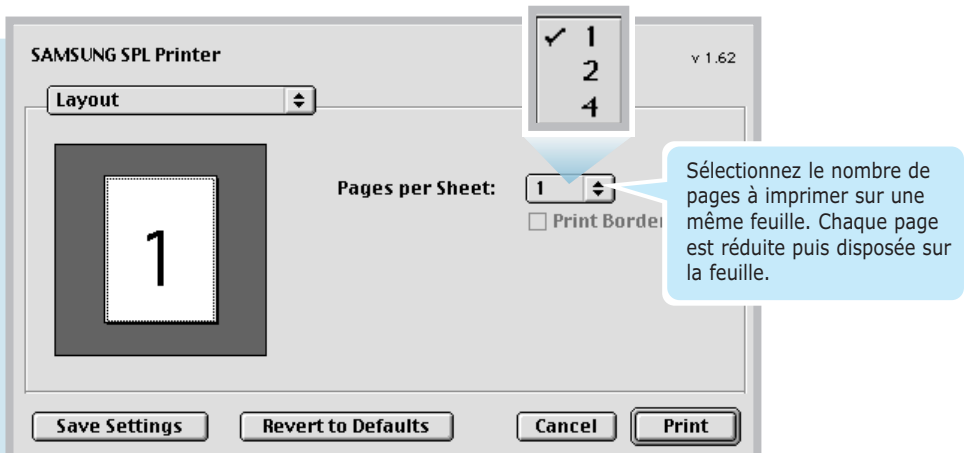 SAMSUNG SPL Printer
v 1.62
Layout
✓ 1
2
4
1
Pages per Sheet:
1
Print Border
Sélectionnez le nombre de
pages à imprimer sur une
même feuille. Chaque page
est réduite puis disposée sur
la feuille.
Save Settings
Revert to Defaults
Cancel
Print